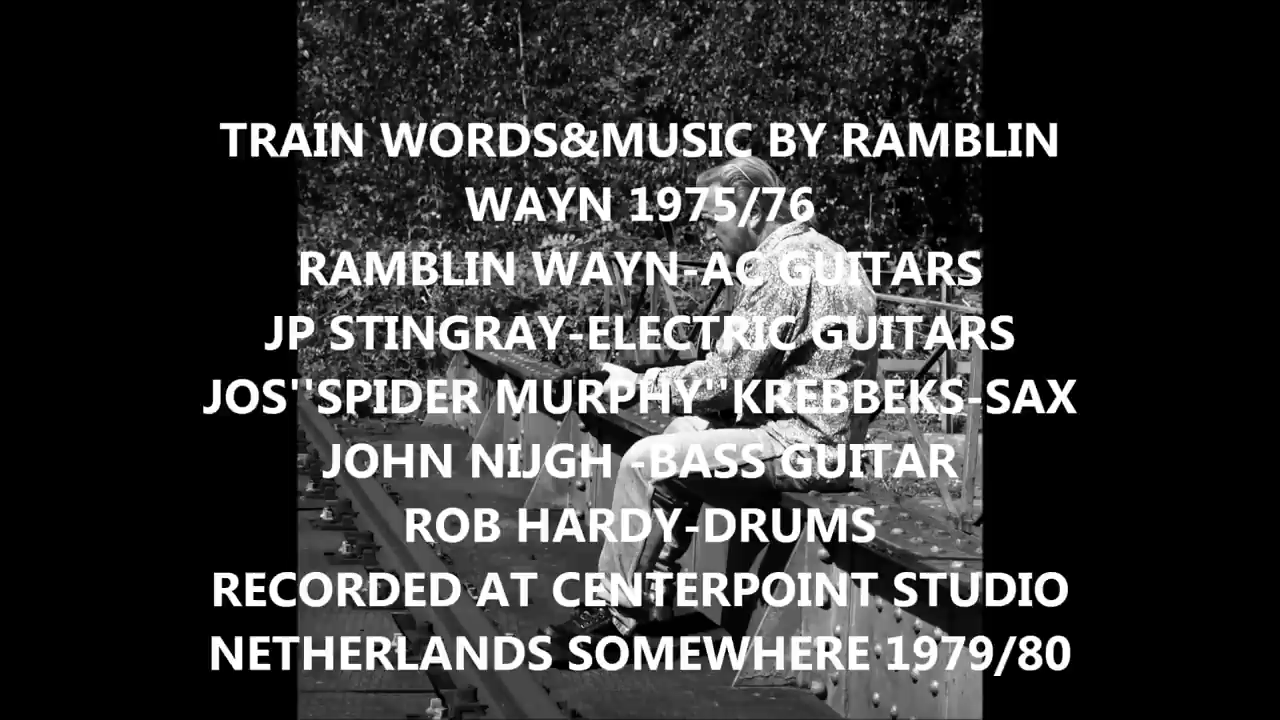 TRAIN WORDS&MUSIC BY RAMBLIN
WAYN 1975/76
RAMBLIN WAYN-AC GUITARS
JP STINGRAY-ELECTRIC GUITARS
JOS''SPIDER MURPHY''KREBBEKS-SAX
JOHN NIJGH -BASS GUITAR
ROB HARDY-DRUMS
RECORDED AT CENTERPOINT STUDIO
NETHERLANDS SOMEWHERE 1979/80